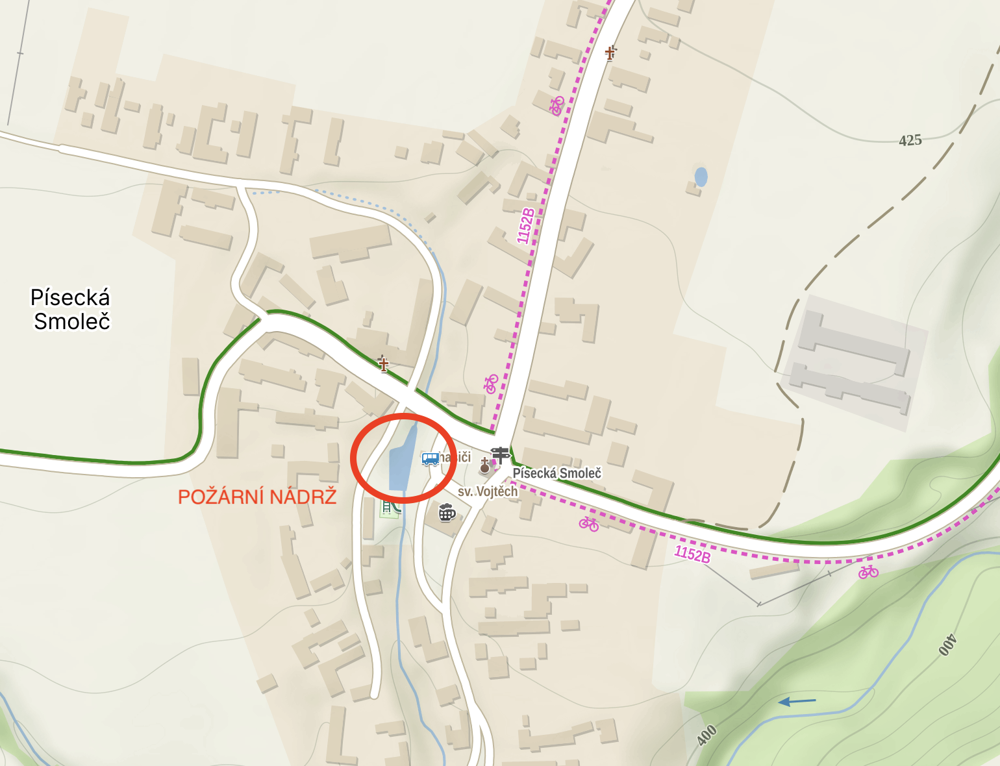 425
1152B
Písecká
Smoleč
hasiči
Písecká Smoleč
sv. Vojtěch
POŽÁRNÍ NÁDRŽ
1152B
400
400